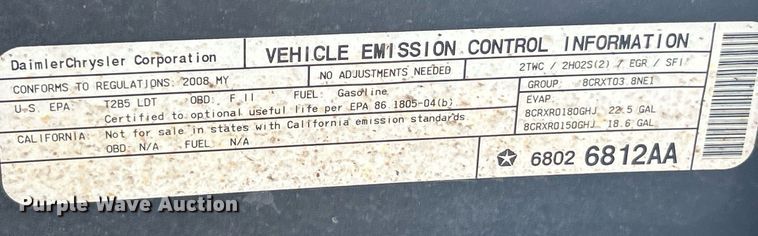 DaimlerChrysler Corporation
VEHICLE EMISSION CONTROL INFORMATION
CONFORMS TO REGULATIONS: 2008 MY
NO ADJUSTMENTS NEEDED
2TWC / 2HO2S(2) / EGR / SFI
U.S. EPA: T2B5 LDT OBD: F II FUEL: Gasoline
Certified to optional useful life per EPA 86.1805-04(b)
CALIFORNIA: Not for sale in states with California emission standards
OBD: N/A FUEL: N/A
GROUP: 8CRXT03.8NE1
EVAP:
8CRXR0180GHJ 22.5 GAL
8CRXR0150GHJ 18.6 GAL
6802 6812AA
Purple Wave Auction